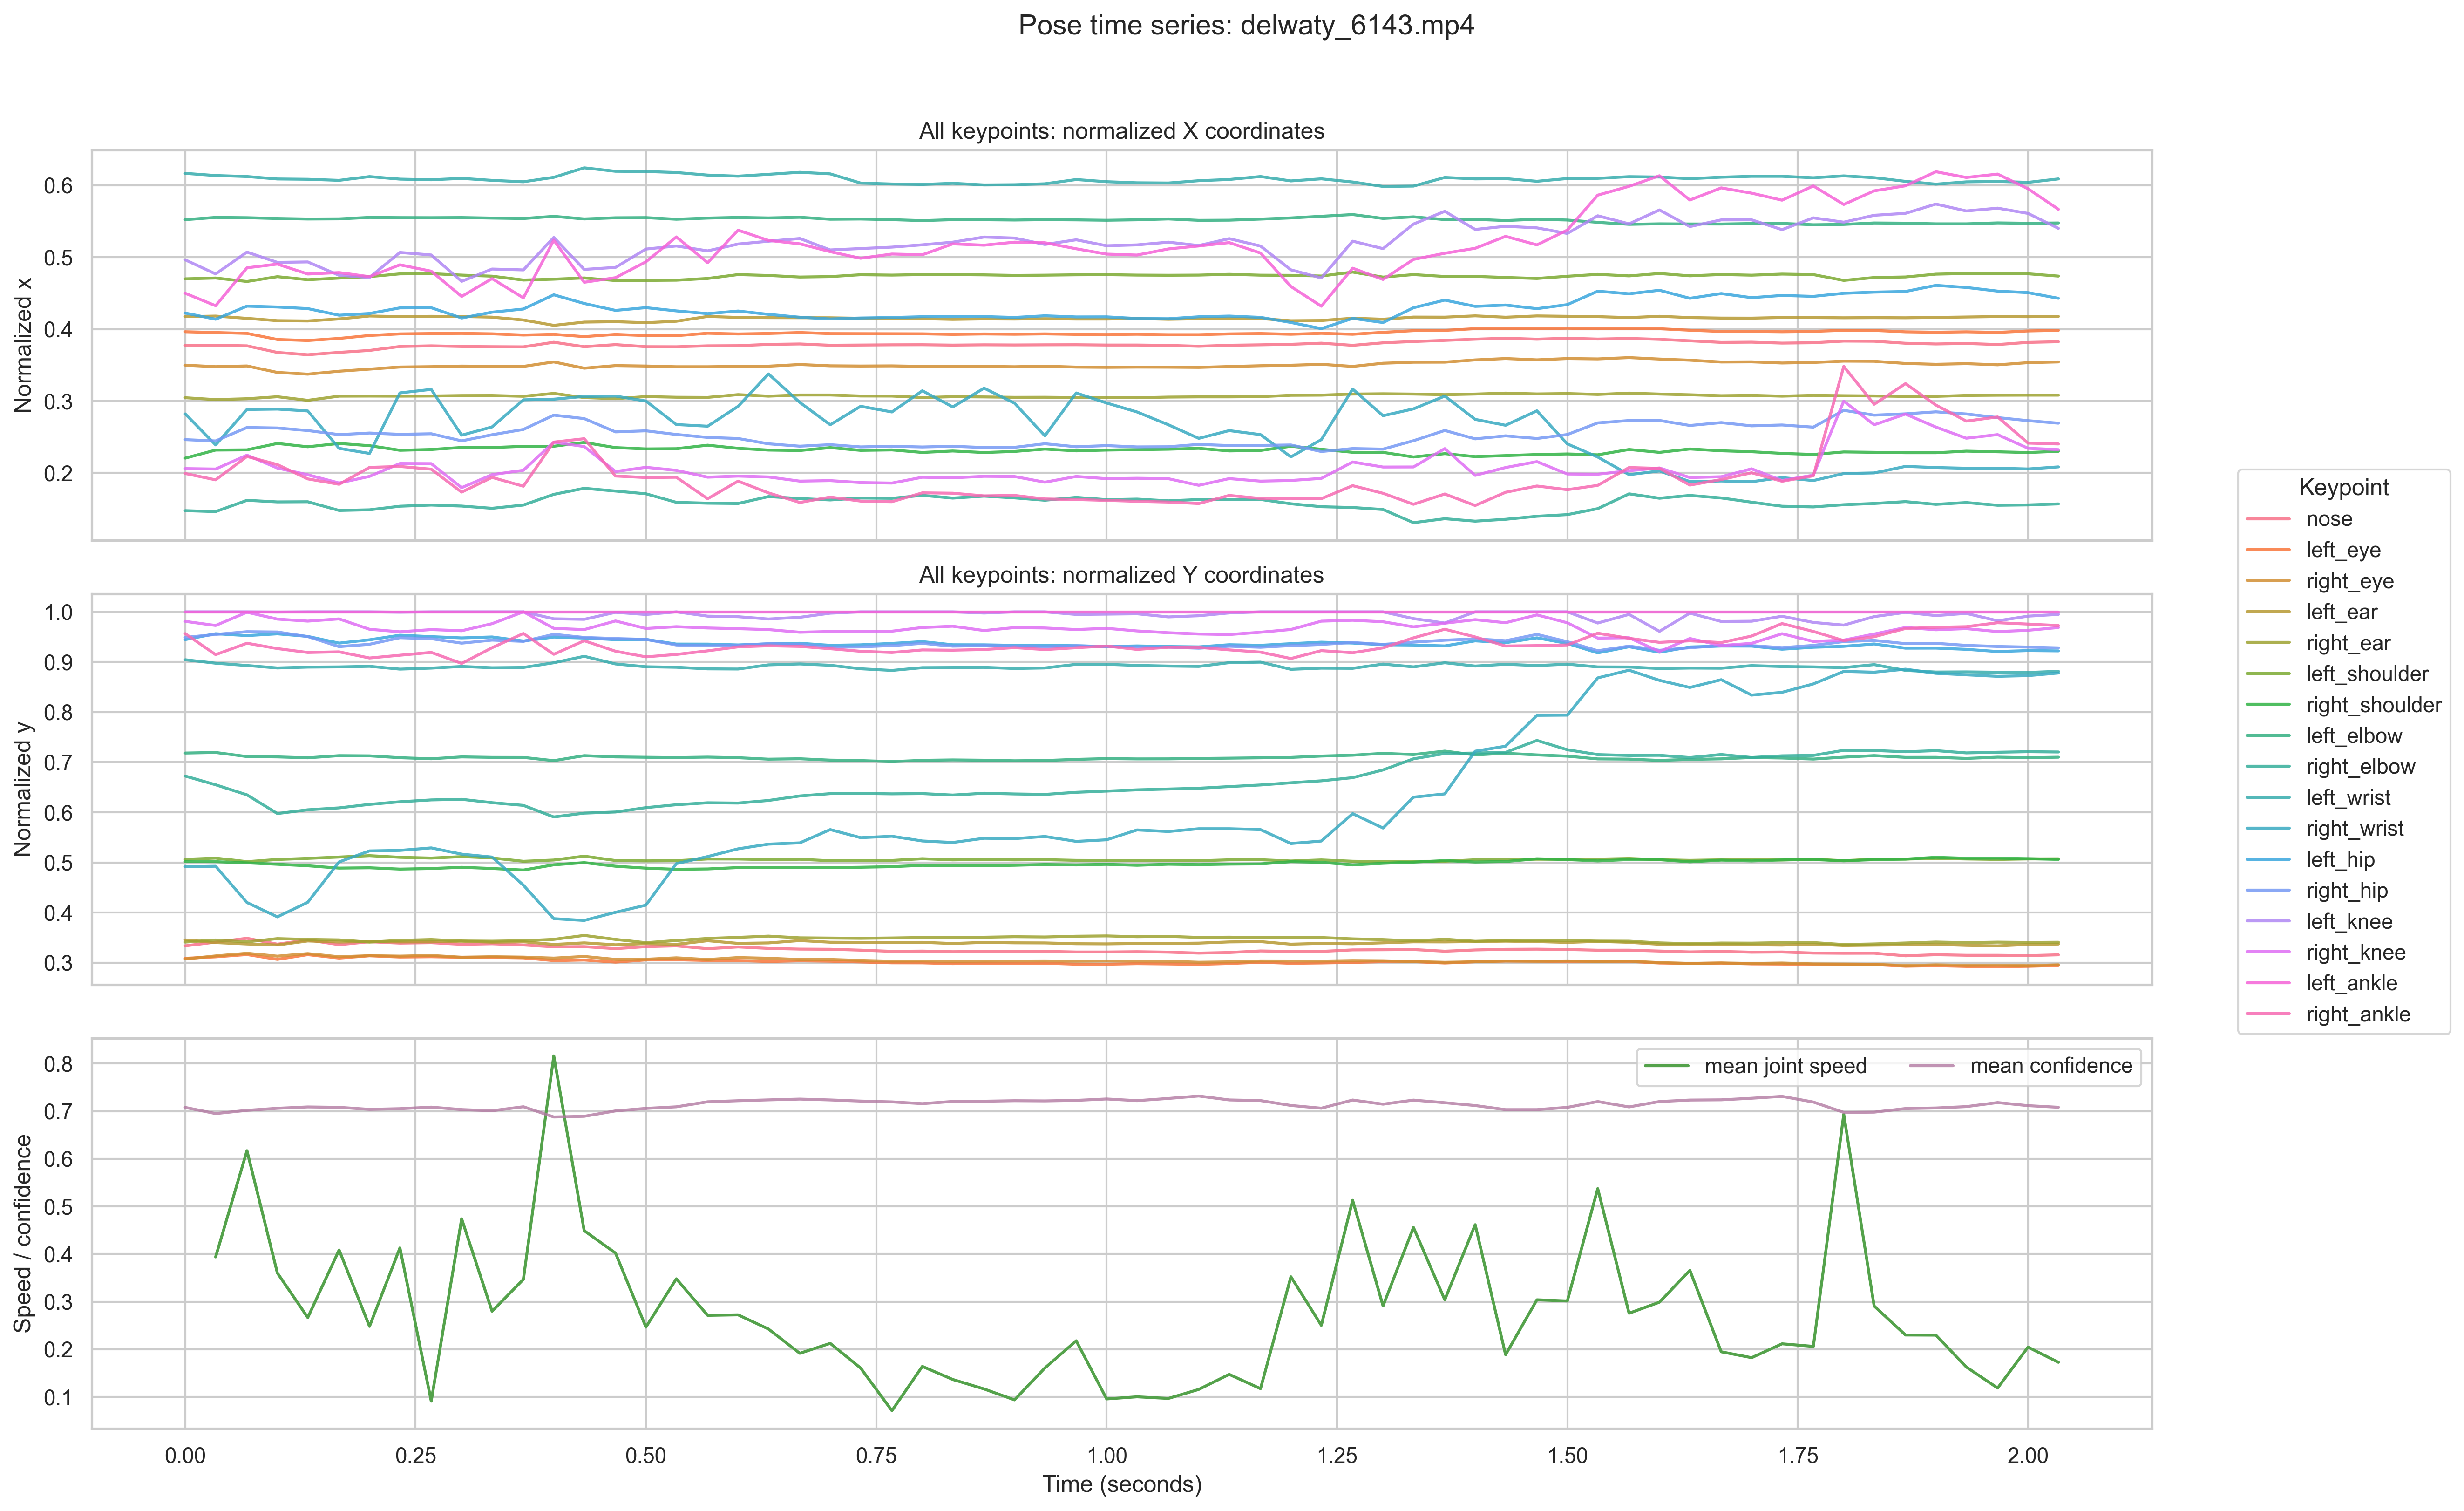 Pose time series: delwaty_6143.mp4
All keypoints: normalized X coordinates
Normalized x
0.6
0.5
0.4
0.3
0.2
All keypoints: normalized Y coordinates
Normalized y
1.0
0.9
0.8
0.7
0.6
0.5
0.4
0.3
Keypoint
nose
left_eye
right_eye
left_ear
right_ear
left_shoulder
right_shoulder
left_elbow
right_elbow
left_wrist
right_wrist
left_hip
right_hip
left_knee
right_knee
left_ankle
right_ankle
Speed / confidence
0.8
0.7
0.6
0.5
0.4
0.3
0.2
0.1
mean joint speed mean confidence
0.00 0.25 0.50 0.75 1.00 1.25 1.50 1.75 2.00
Time (seconds)